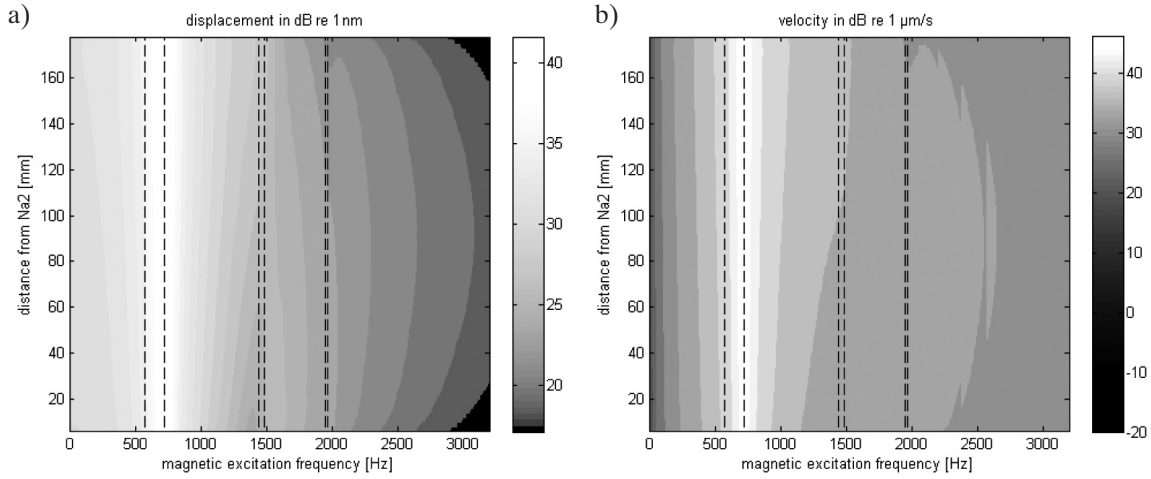 a)
displacement in dB re 1 nm
160
140
120
100
80
60
40
20
distance from Na2 [mm]
0 500 1000 1500 2000 2500 3000
magnetic excitation frequency [Hz]
40
35
30
25
20
b)
velocity in dB re 1 µm/s
160
140
120
100
80
60
40
20
distance from Na2 [mm]
0 500 1000 1500 2000 2500 3000
magnetic excitation frequency [Hz]
40
30
20
10
0
-10
-20